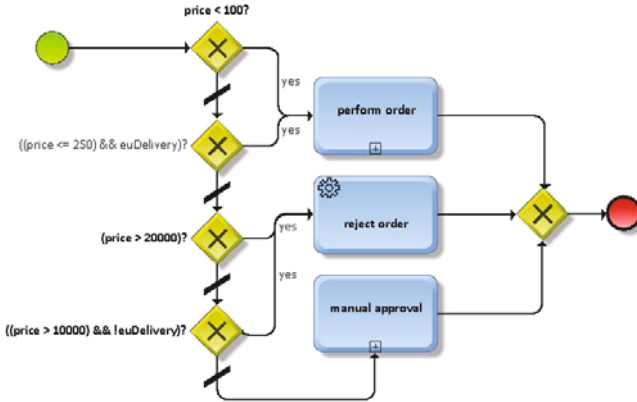 price < 100?
yes
perform order
yes
((price <= 250) && euDelivery)?
(price > 20000)?
yes
reject order
yes
manual approval
((price > 10000) && !euDelivery)?